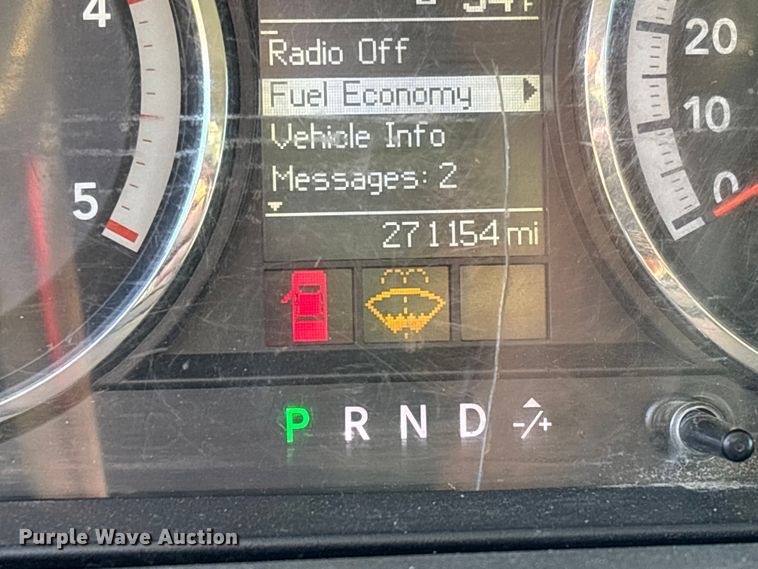 4
5
Radio Off
Fuel Economy
Vehicle Info
Messages: 2
271154 mi
20
10
0
P R N D -/+
Purple Wave Auction